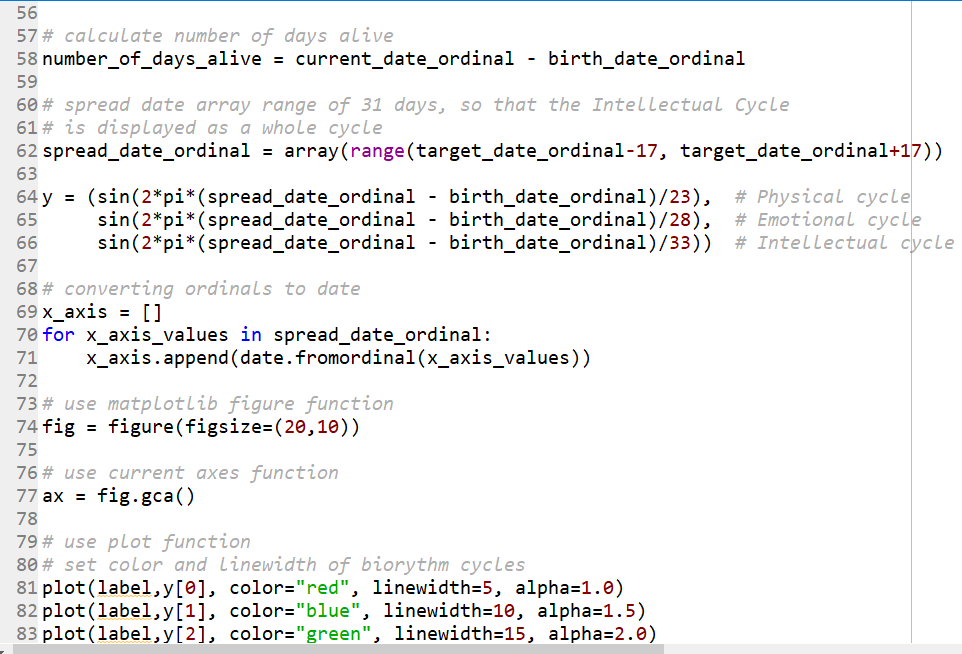 56
57 # calculate number of days alive
58 number_of_days_alive = current_date_ordinal - birth_date_ordinal
59
60 # spread date array range of 31 days, so that the Intellectual Cycle
61 # is displayed as a whole cycle
62 spread_date_ordinal = array(range(target_date_ordinal-17, target_date_ordinal+17))
63
64 y = (sin(2*pi*(spread_date_ordinal - birth_date_ordinal)/23),  # Physical cycle
65      sin(2*pi*(spread_date_ordinal - birth_date_ordinal)/28),  # Emotional cycle
66      sin(2*pi*(spread_date_ordinal - birth_date_ordinal)/33))  # Intellectual cycle
67
68 # converting ordinals to date
69 x_axis = []
70 for x_axis_values in spread_date_ordinal:
71     x_axis.append(date.fromordinal(x_axis_values))
72
73 # use matplotlib figure function
74 fig = figure(figsize=(20,10))
75
76 # use current axes function
77 ax = fig.gca()
78
79 # use plot function
80 # set color and linewidth of biorythm cycles
81 plot(label,y[0], color="red", linewidth=5, alpha=1.0)
82 plot(label,y[1], color="blue", linewidth=10, alpha=1.5)
83 plot(label,y[2], color="green", linewidth=15, alpha=2.0)